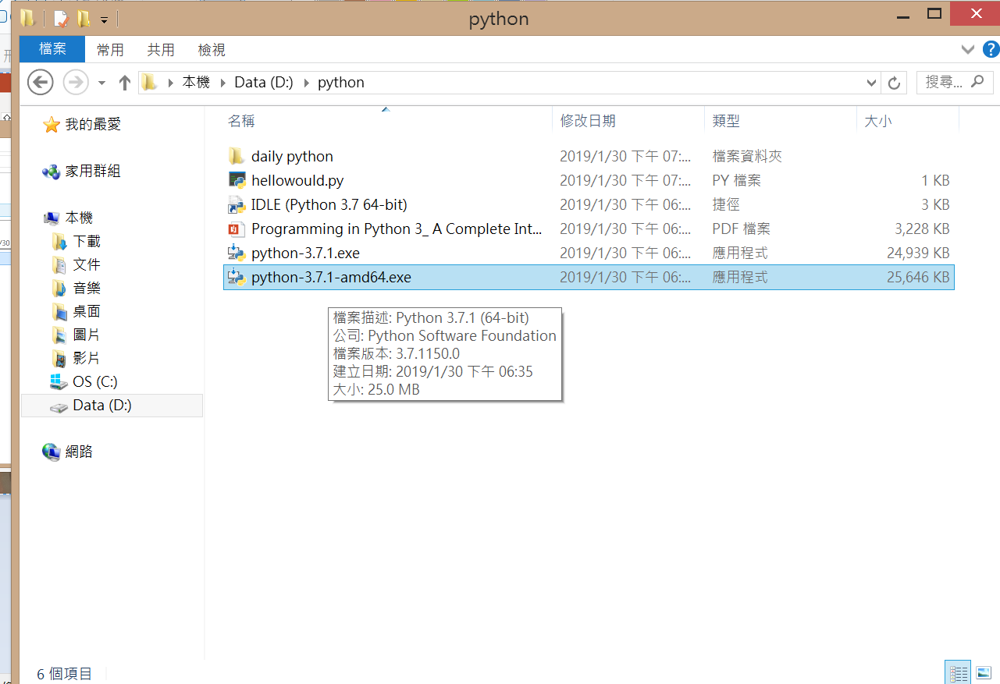 python
檔案 常用 共用 檢視
本機 Data (D:) python 搜尋...
名稱 修改日期 類型 大小
我的最愛
家用群組
本機
下載
文件
音樂
桌面
圖片
影片
OS (C:)
Data (D:)
網路
daily python 2019/1/30 下午 07:... 檔案資料夾
hellowould.py 2019/1/30 下午 07:... PY 檔案 1 KB
IDLE (Python 3.7 64-bit) 2019/1/30 下午 06:... 捷徑 3 KB
Programming in Python 3_ A Complete Int... 2019/1/30 下午 06:... PDF 檔案 3,228 KB
python-3.7.1.exe 2019/1/30 下午 06:... 應用程式 24,939 KB
python-3.7.1-amd64.exe 2019/1/30 下午 06:... 應用程式 25,646 KB
檔案描述: Python 3.7.1 (64-bit)
公司: Python Software Foundation
檔案版本: 3.7.1150.0
建立日期: 2019/1/30 下午 06:35
大小: 25.0 MB
6 個項目